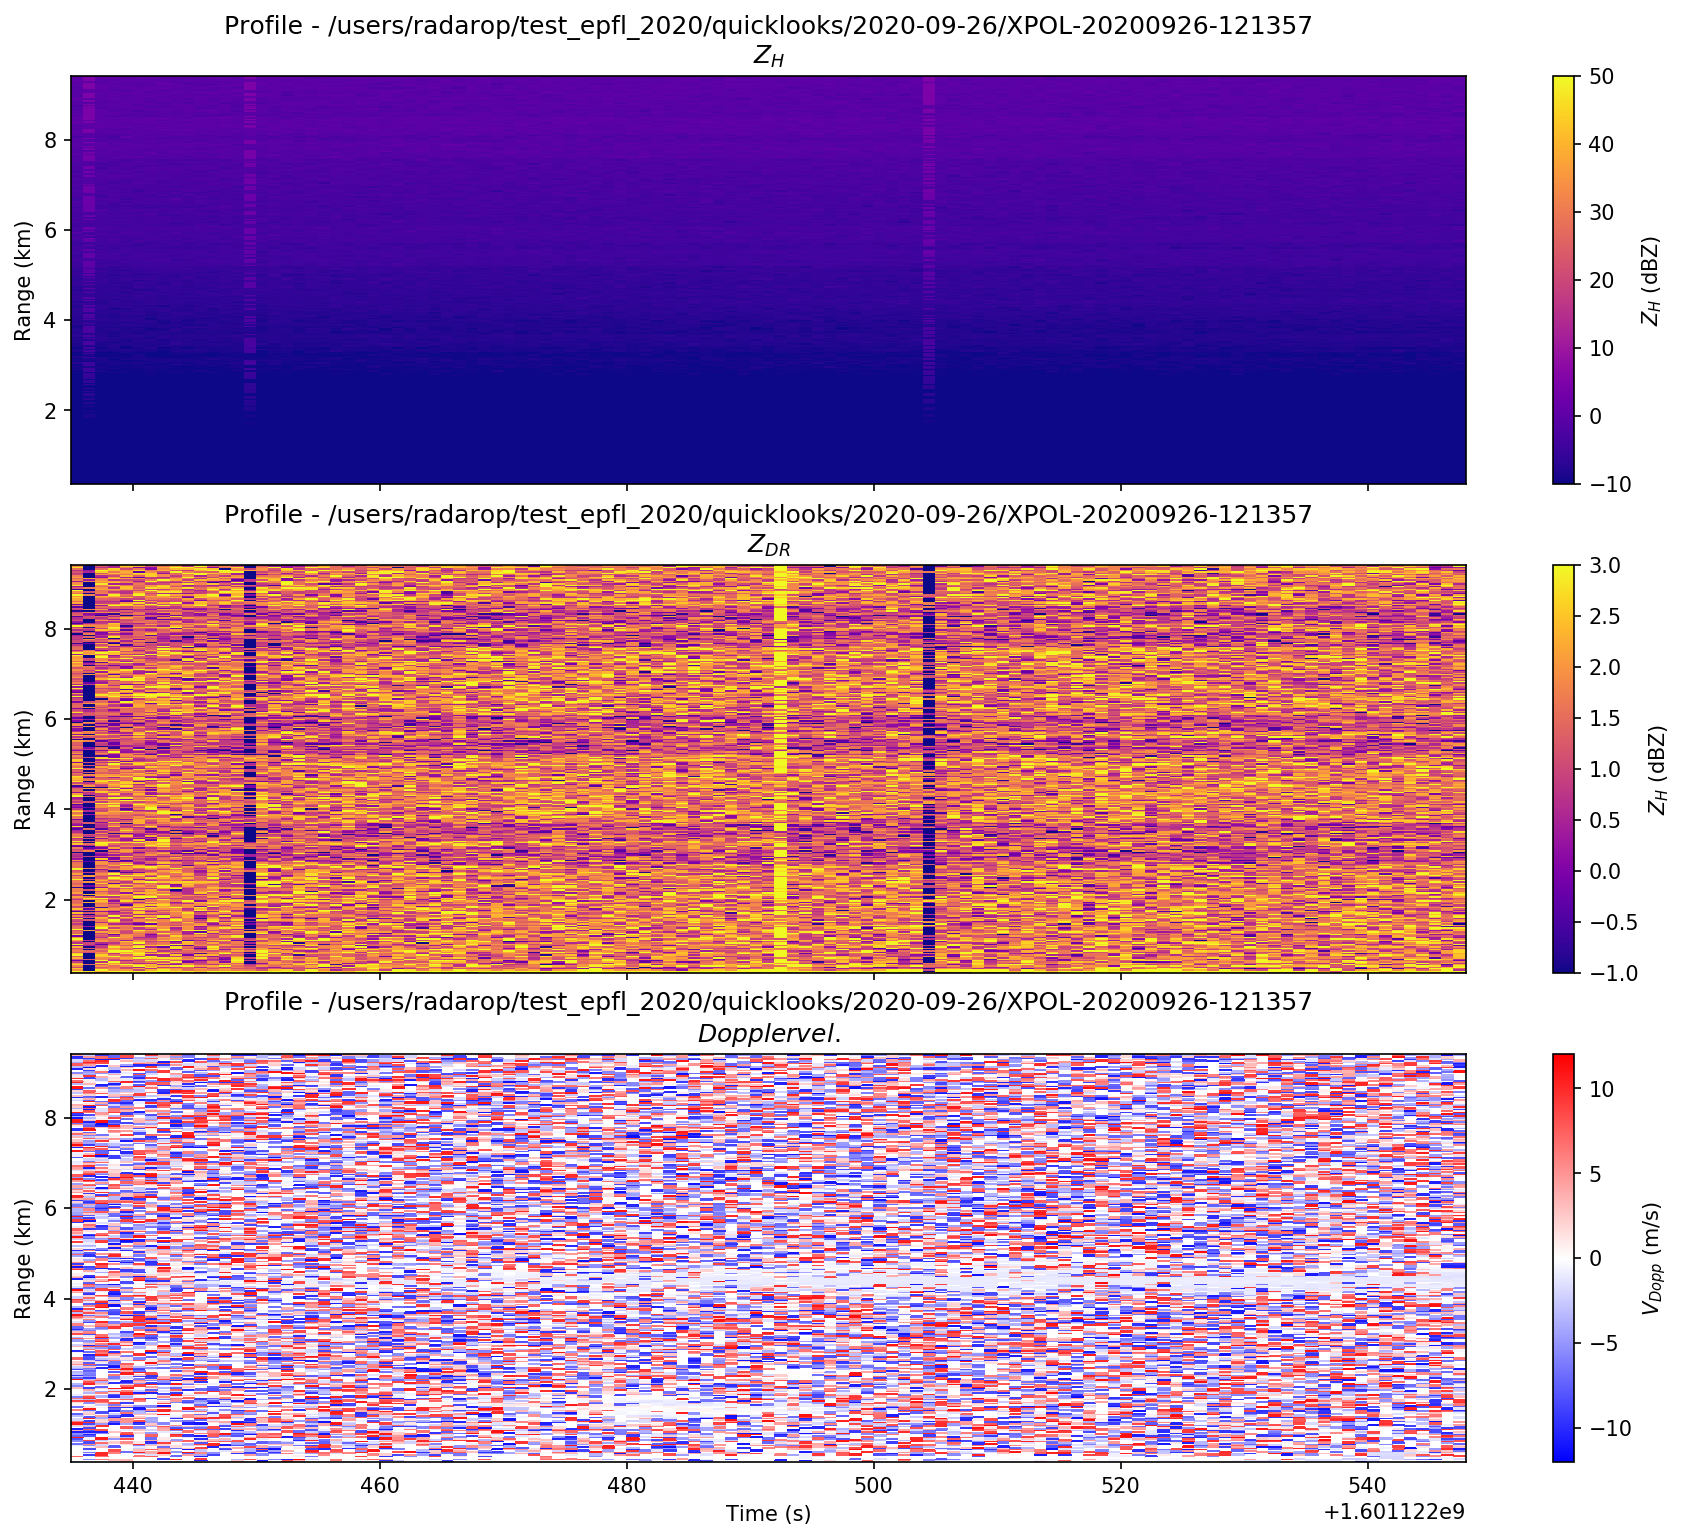 Profile - /users/radarop/test_epfl_2020/quicklooks/2020-09-26/XPOL-20200926-121357
Z_H
8
6
4
2
Range (km)
50
40
30
20
10
0
−10
Z_H (dBZ)
Profile - /users/radarop/test_epfl_2020/quicklooks/2020-09-26/XPOL-20200926-121357
Z_DR
8
6
4
2
Range (km)
3.0
2.5
2.0
1.5
1.0
0.5
0.0
−0.5
−1.0
Z_H (dBZ)
Profile - /users/radarop/test_epfl_2020/quicklooks/2020-09-26/XPOL-20200926-121357
Dopplervel.
8
6
4
2
Range (km)
10
5
0
−5
−10
V_Dopp (m/s)
440 460 480 500 520 540
Time (s)
+1.601122e9